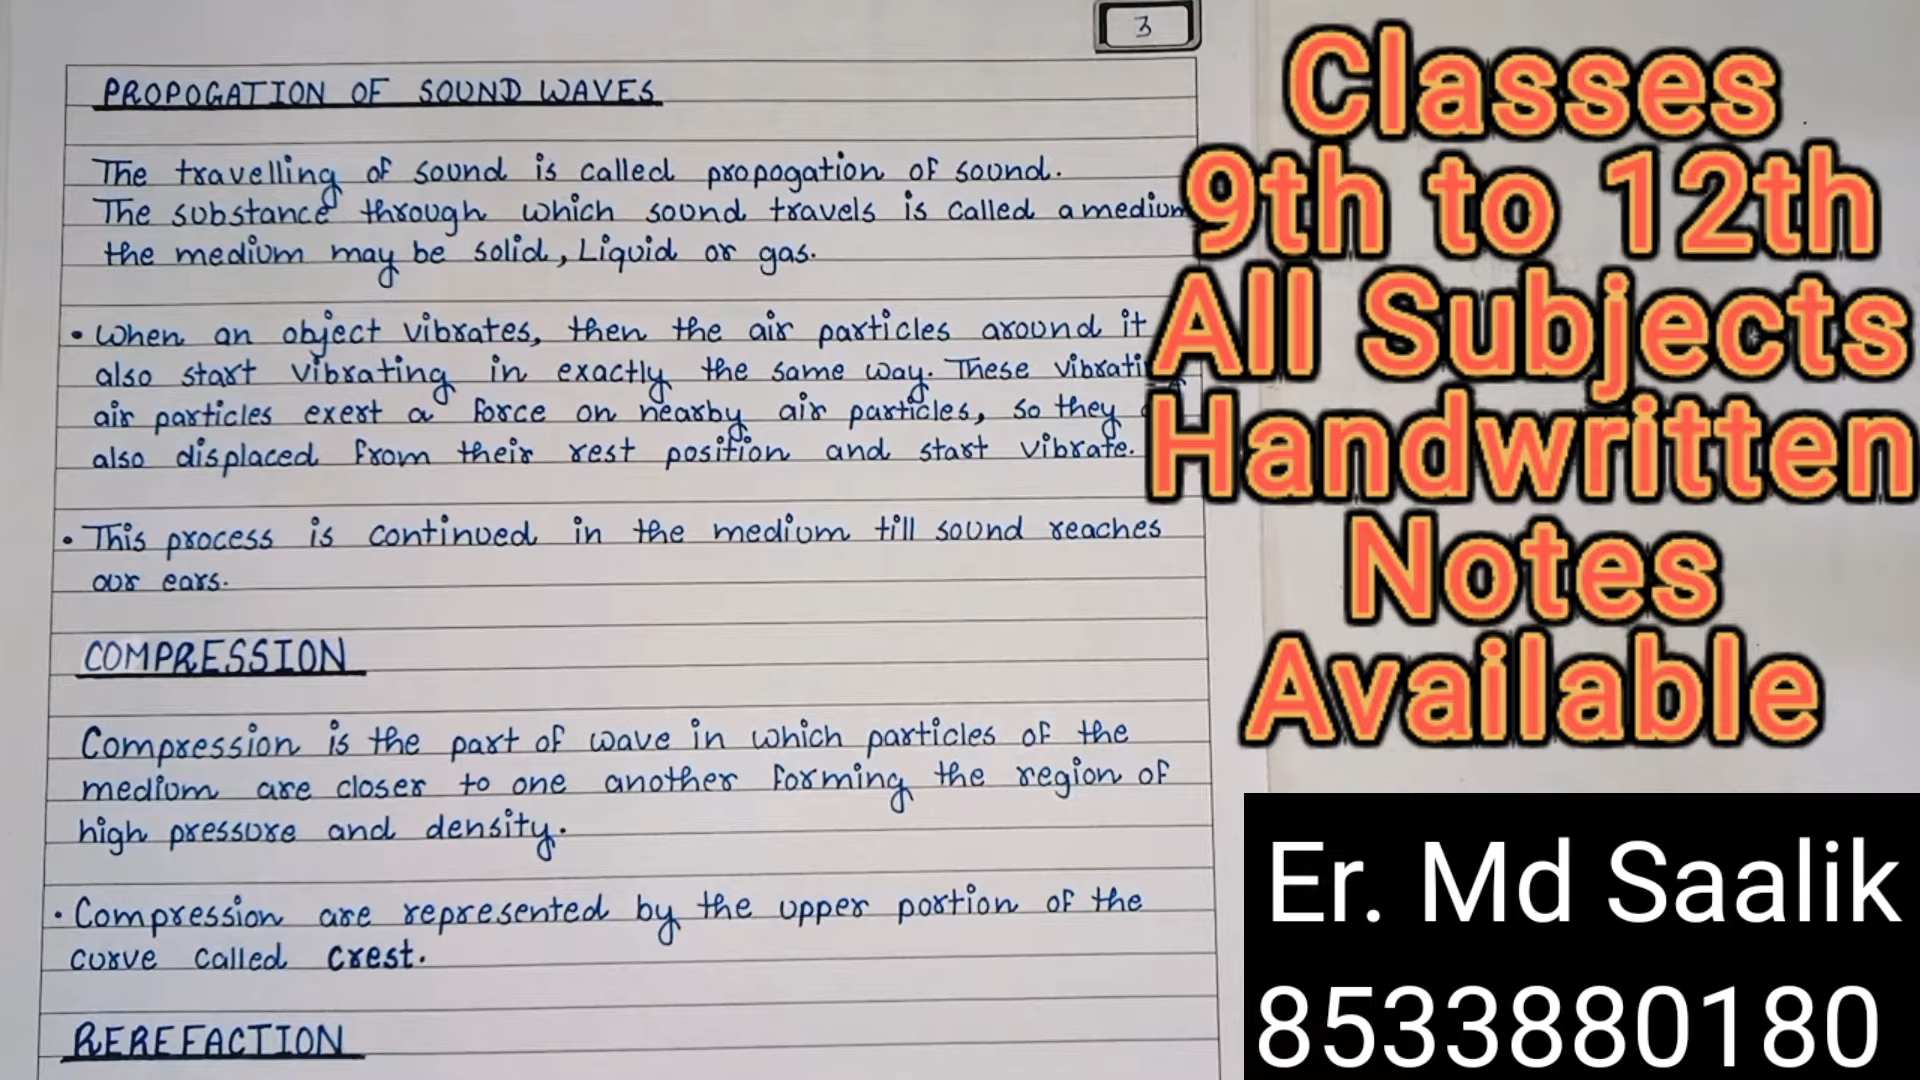 3
PROPOGATION OF SOUND WAVES
The travelling of sound is called propogation of sound.
The substance through which sound travels is called a medium
the medium may be solid, Liquid or gas.
• When an object vibrates, then the air particles around it
also start vibrating in exactly the same way. These
air particles exert a force on nearby air particles, so they
also displaced from their rest position and start vibrate.
• This process is continued in the medium till sound reaches
our ears.
COMPRESSION
Compression is the part of wave in which particles of the
medium are closer to one another forming the region of
high pressure and density.
• Compression are represented by the upper portion of the
curve called crest.
REREFACTION
Classes
9th to 12th
All Subjects
Handwritten
Notes
Available
Er. Md Saalik
8533880180